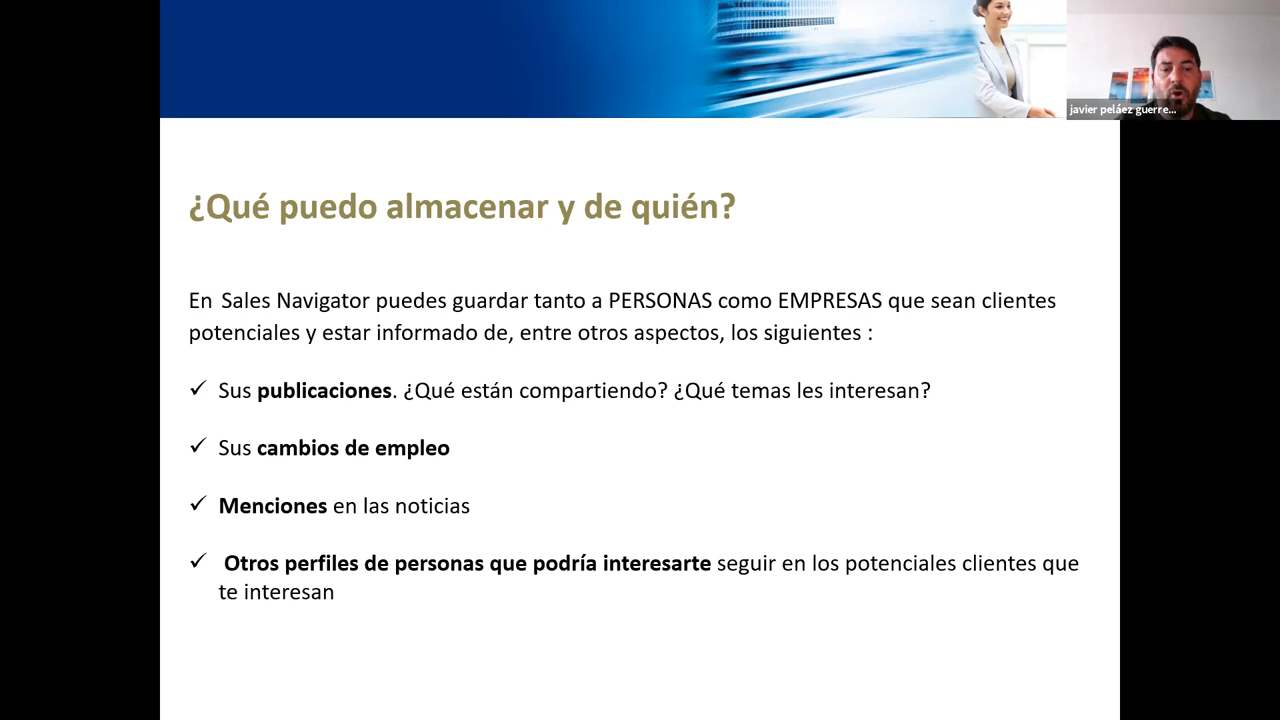 javier peláez guerre...
¿Qué puedo almacenar y de quién?
En Sales Navigator puedes guardar tanto a PERSONAS como EMPRESAS que sean clientes
potenciales y estar informado de, entre otros aspectos, los siguientes :
✓ Sus publicaciones. ¿Qué están compartiendo? ¿Qué temas les interesan?
✓ Sus cambios de empleo
✓ Menciones en las noticias
✓ Otros perfiles de personas que podría interesarte seguir en los potenciales clientes que
te interesan